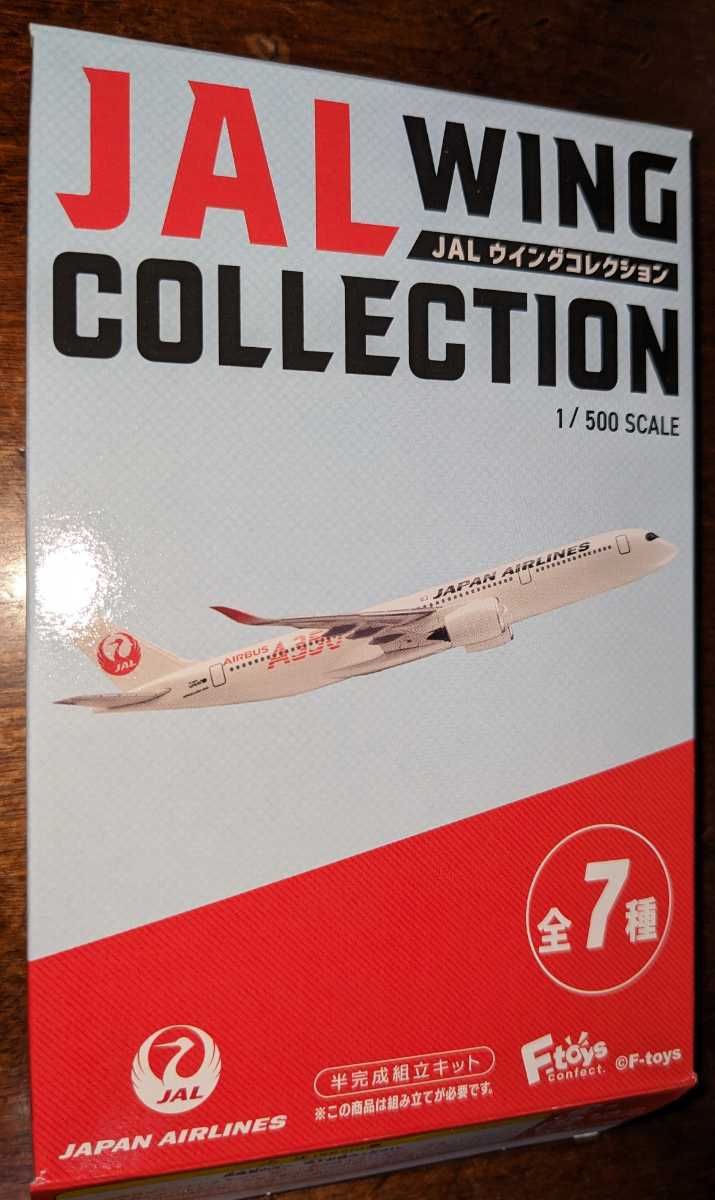 JAL WING
JAL ウイングコレクション
COLLECTION
1/500 SCALE
JAPAN AIRLINES
AIRBUS A350
JAL
全7種
JAL
JAPAN AIRLINES
半完成組立キット
※この商品は組み立てが必要です。
F-toys
confect.
©F-toys